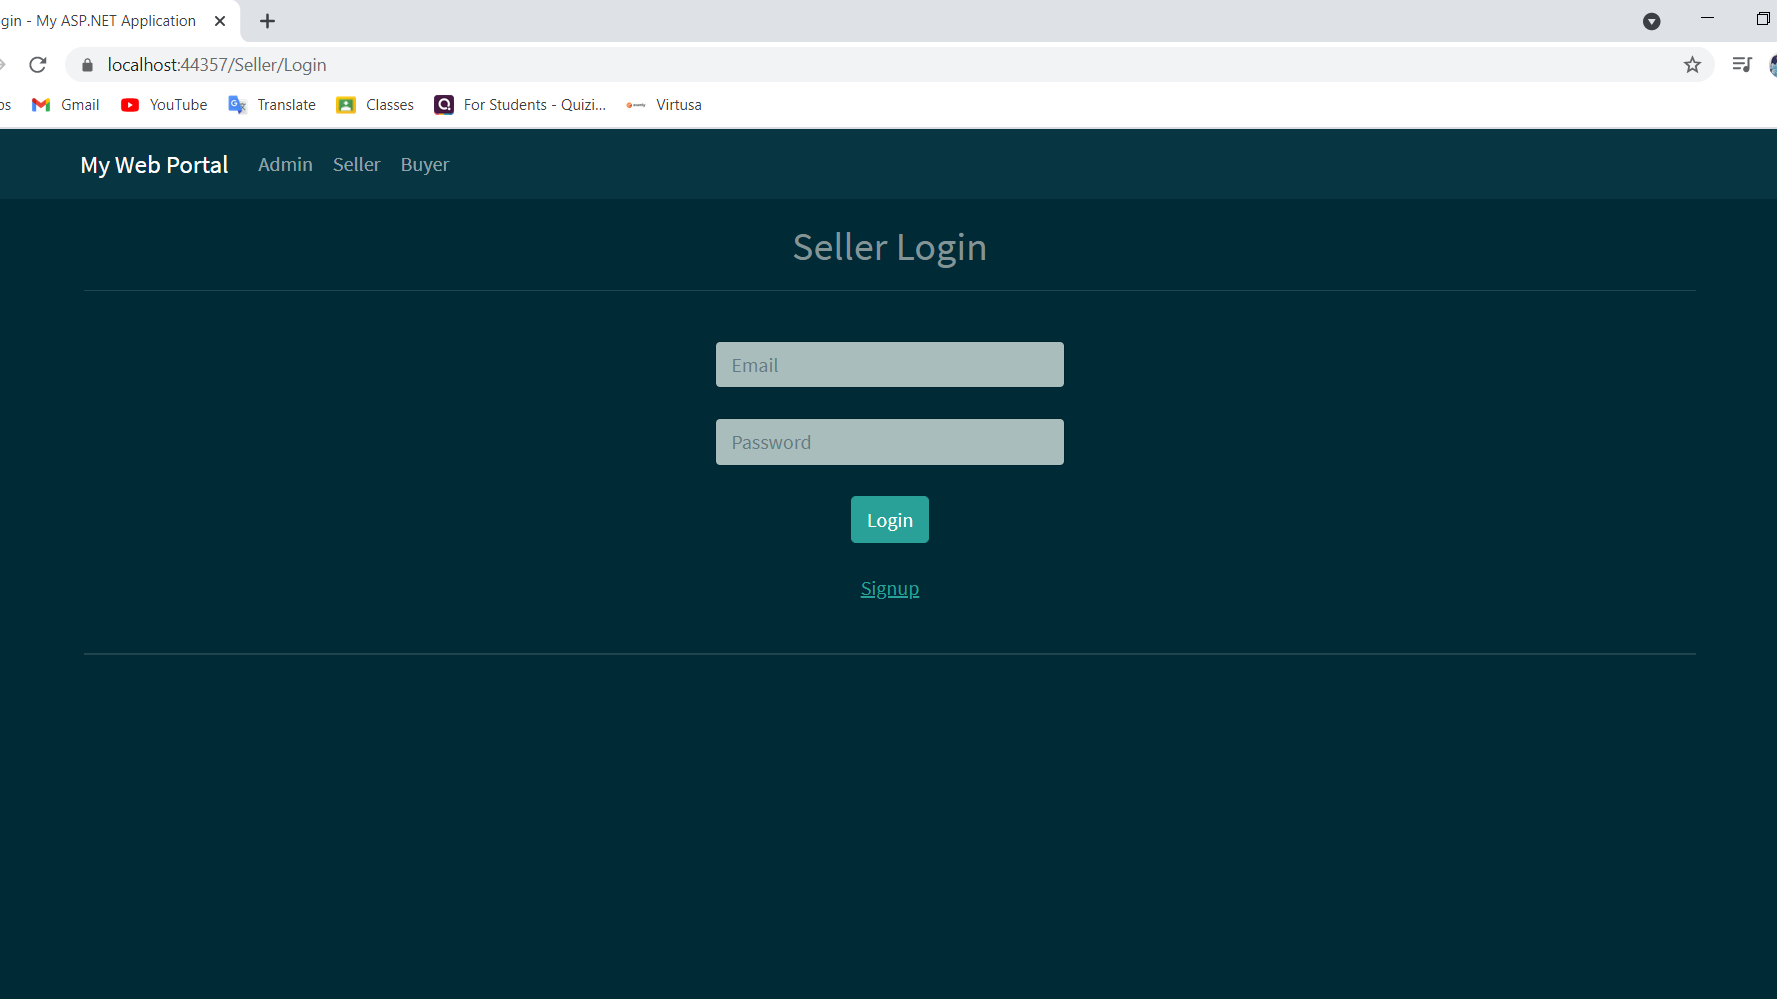 gin - My ASP.NET Application
localhost:44357/Seller/Login
ps Gmail YouTube Translate Classes For Students - Quizi... Virtusa
My Web Portal Admin Seller Buyer
Seller Login
Email
Password
Login
Signup